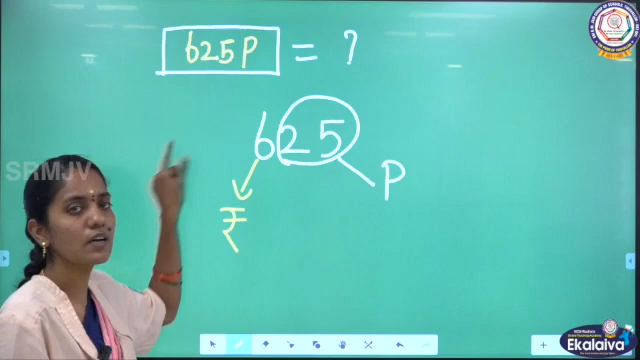 625P = ?
625
P
₹
SRMJV
Ekalaiva